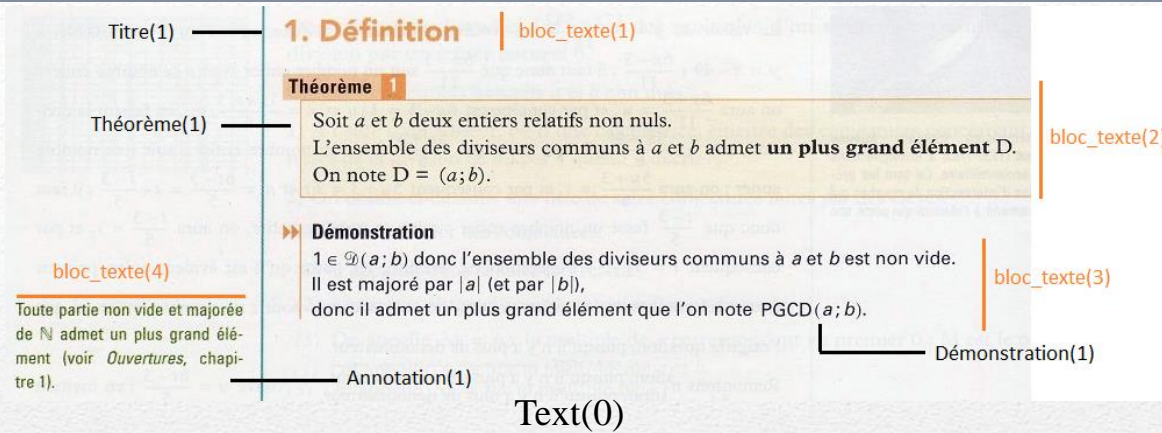 Titre(1)
1. Définition
bloc_texte(1)
Théorème 1
Théorème(1)
Soit a et b deux entiers relatifs non nuls.
L'ensemble des diviseurs communs à a et b admet un plus grand élément D.
On note D = (a;b).
bloc_texte(2)
Démonstration
1 ∈ 𝒟(a;b) donc l'ensemble des diviseurs communs à a et b est non vide.
Il est majoré par |a| (et par |b|),
donc il admet un plus grand élément que l'on note PGCD(a;b).
bloc_texte(3)
bloc_texte(4)
Toute partie non vide et majorée
de ℕ admet un plus grand élé-
ment (voir Ouvertures, chapi-
tre 1).
Démonstration(1)
Annotation(1)
Text(0)